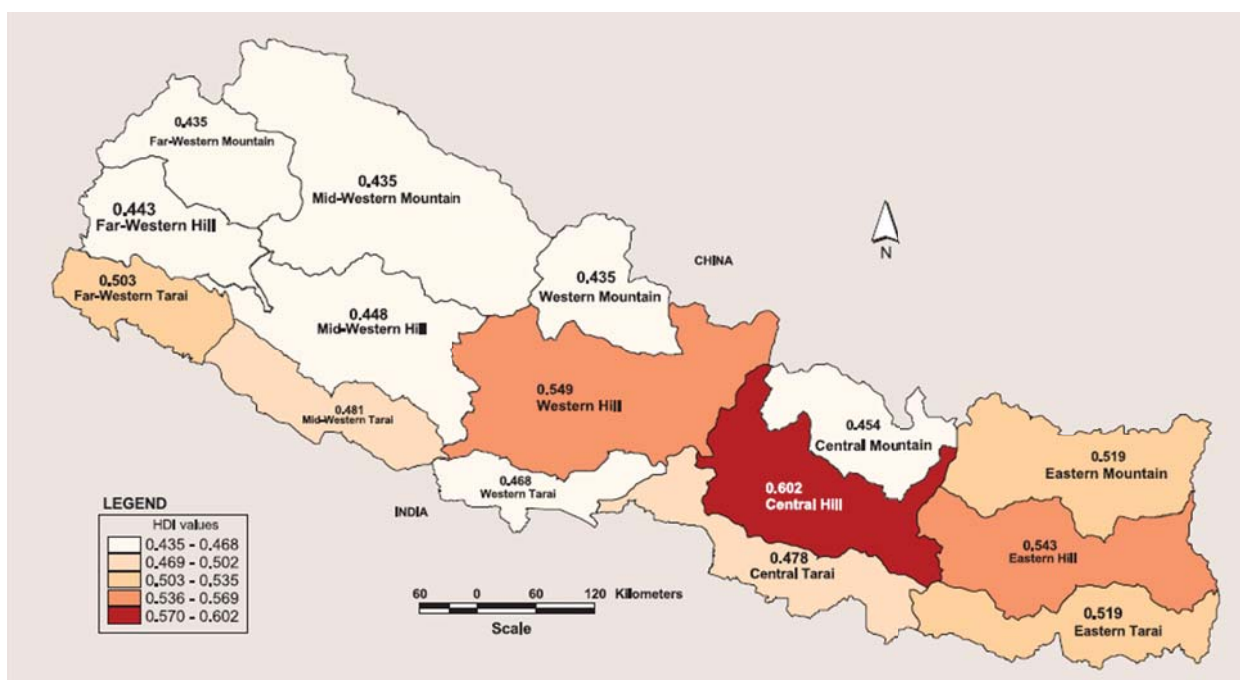 0.435
Far-Western Mountain
0.435
Mid-Western Mountain
0.443
Far-Western Hill
N
CHINA
0.503
Far-Western Tarai
0.435
Western Mountain
0.448
Mid-Western Hill
0.549
Western Hill
0.481
Mid-Western Tarai
0.454
Central Mountain
0.519
Eastern Mountain
0.468
Western Tarai
0.602
Central Hill
INDIA
0.543
Eastern Hill
0.478
Central Tarai
0.519
Eastern Tarai
LEGEND
HDI values
0.435 - 0.468
0.469 - 0.502
0.503 - 0.535
0.536 - 0.569
0.570 - 0.602
60 0 60 120 Kilometers
Scale